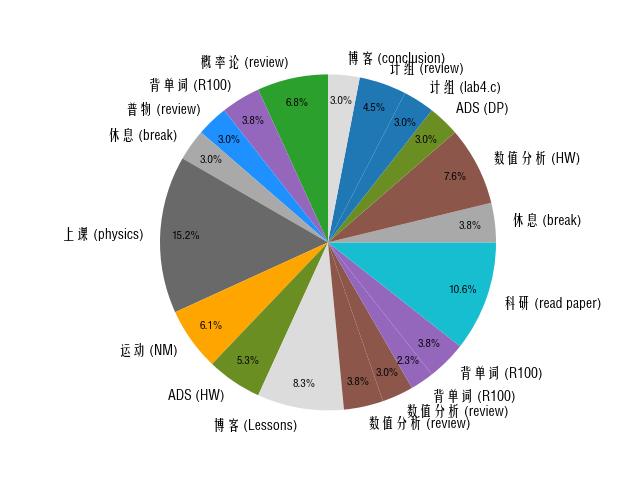 博客 (conclusion)
概率论 (review)
计组 (review)
背单词 (R100)
计组 (lab4.c)
普物 (review)
ADS (DP)
休息 (break)
数值分析 (HW)
上课 (physics)
休息 (break)
运动 (NM)
科研 (read paper)
ADS (HW)
背单词 (R100)
博客 (Lessons)
背单词 (R100)
数值分析 (review)
数值分析 (review)
3.0%
6.8%
4.5%
3.8%
3.0%
3.0%
3.0%
3.0%
7.6%
15.2%
3.8%
6.1%
10.6%
5.3%
3.8%
8.3%
2.3%
3.0%
3.8%